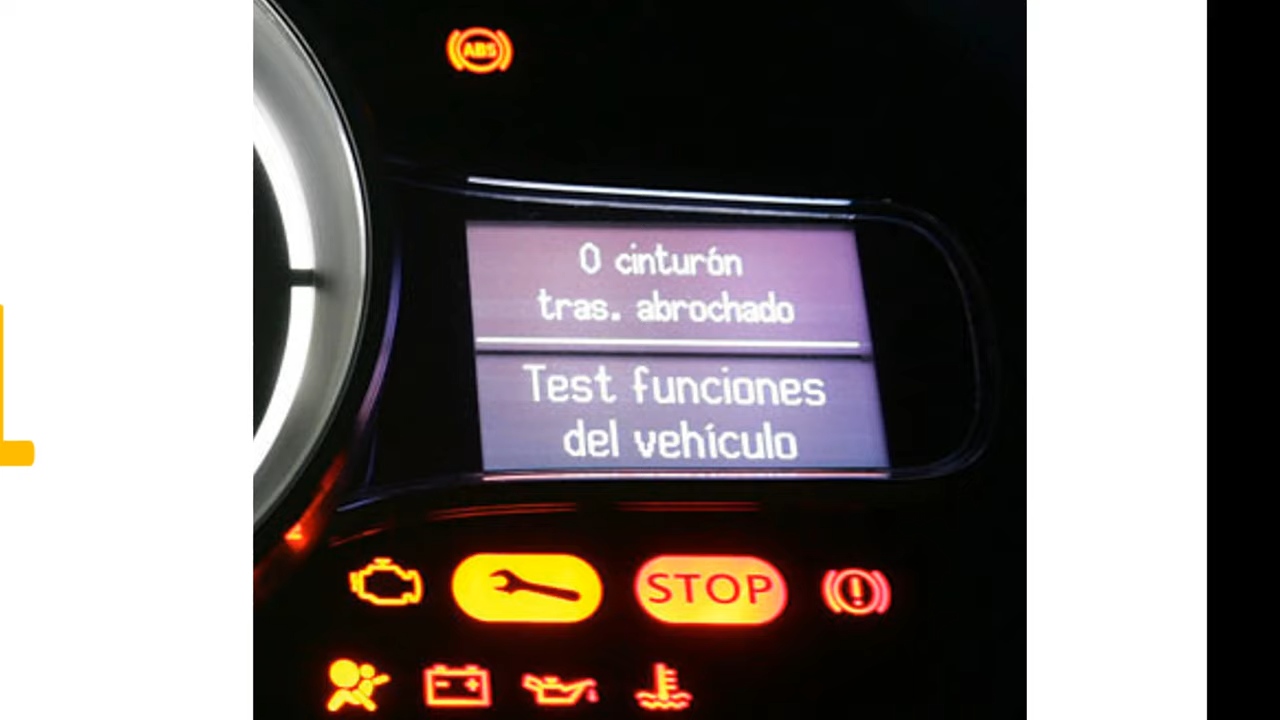 ABS
0 cinturón
tras. abrochado
Test funciones
del vehículo
STOP